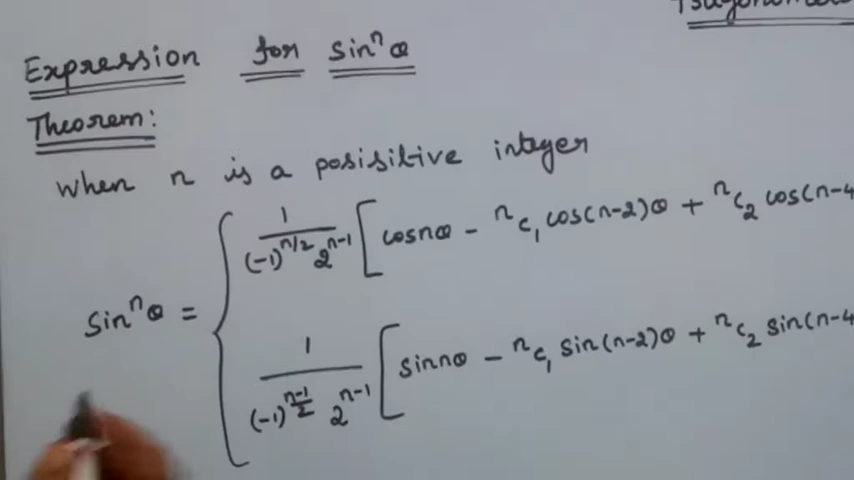 Expression for sinⁿθ
Theorem:
when n is a posisitive integer
sinⁿθ = { 1/((-1)^{n/2} 2^{n-1}) [ cosnθ - ⁿC₁ cos(n-2)θ + ⁿC₂ cos(n-4
1/((-1)^{(n-1)/2} 2^{n-1}) [ sinnθ - ⁿC₁ sin(n-2)θ + ⁿC₂ sin(n-4